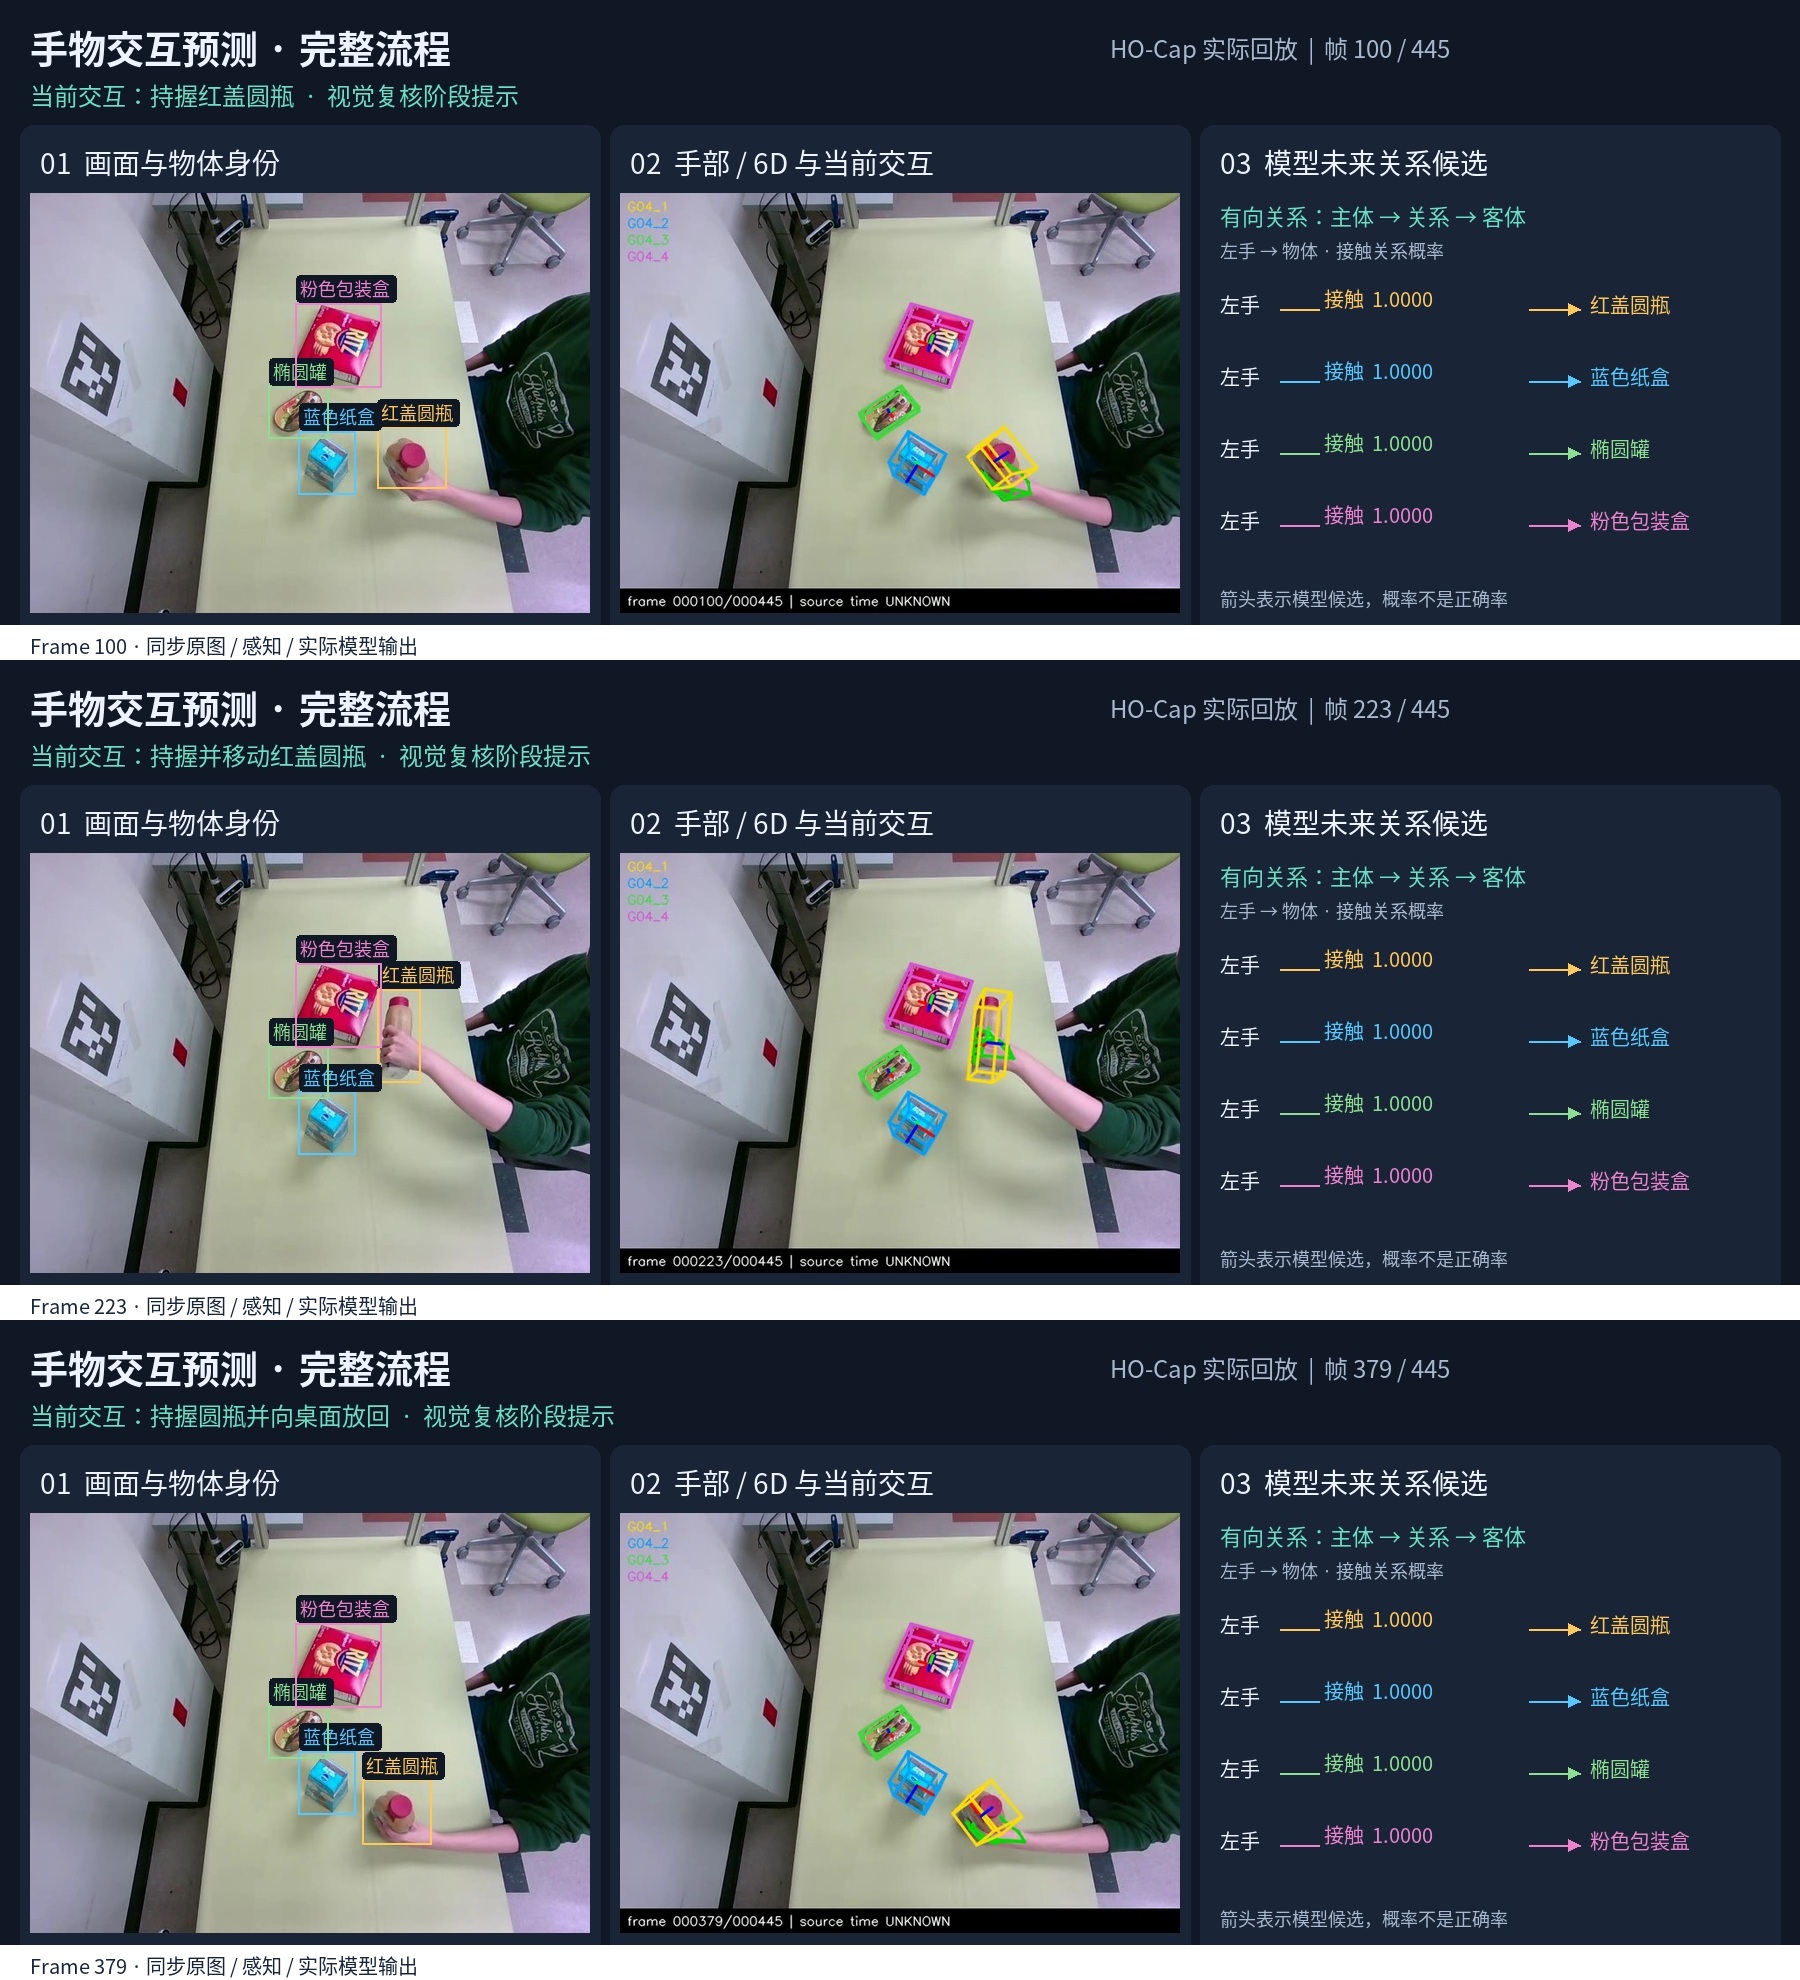 手物交互预测 · 完整流程
HO-Cap 实际回放 | 帧 100 / 445
当前交互：持握红盖圆瓶 · 视觉复核阶段提示
01 画面与物体身份
粉色包装盒
RITZ
椭圆罐
蓝色纸盒
红盖圆瓶
02 手部 / 6D 与当前交互
G04_1
G04_2
G04_3
G04_4
RITZ
frame 000100/000445 | source time UNKNOWN
03 模型未来关系候选
有向关系：主体 → 关系 → 客体
左手 → 物体 · 接触关系概率
左手 接触 1.0000 红盖圆瓶
左手 接触 1.0000 蓝色纸盒
左手 接触 1.0000 椭圆罐
左手 接触 1.0000 粉色包装盒
箭头表示模型候选，概率不是正确率
Frame 100 · 同步原图 / 感知 / 实际模型输出
手物交互预测 · 完整流程
HO-Cap 实际回放 | 帧 223 / 445
当前交互：持握并移动红盖圆瓶 · 视觉复核阶段提示
01 画面与物体身份
粉色包装盒
红盖圆瓶
RITZ
椭圆罐
蓝色纸盒
02 手部 / 6D 与当前交互
G04_1
G04_2
G04_3
G04_4
RITZ
frame 000223/000445 | source time UNKNOWN
03 模型未来关系候选
有向关系：主体 → 关系 → 客体
左手 → 物体 · 接触关系概率
左手 接触 1.0000 红盖圆瓶
左手 接触 1.0000 蓝色纸盒
左手 接触 1.0000 椭圆罐
左手 接触 1.0000 粉色包装盒
箭头表示模型候选，概率不是正确率
Frame 223 · 同步原图 / 感知 / 实际模型输出
手物交互预测 · 完整流程
HO-Cap 实际回放 | 帧 379 / 445
当前交互：持握圆瓶并向桌面放回 · 视觉复核阶段提示
01 画面与物体身份
粉色包装盒
RITZ
椭圆罐
蓝色纸盒
红盖圆瓶
02 手部 / 6D 与当前交互
G04_1
G04_2
G04_3
G04_4
RITZ
frame 000379/000445 | source time UNKNOWN
03 模型未来关系候选
有向关系：主体 → 关系 → 客体
左手 → 物体 · 接触关系概率
左手 接触 1.0000 红盖圆瓶
左手 接触 1.0000 蓝色纸盒
左手 接触 1.0000 椭圆罐
左手 接触 1.0000 粉色包装盒
箭头表示模型候选，概率不是正确率
Frame 379 · 同步原图 / 感知 / 实际模型输出